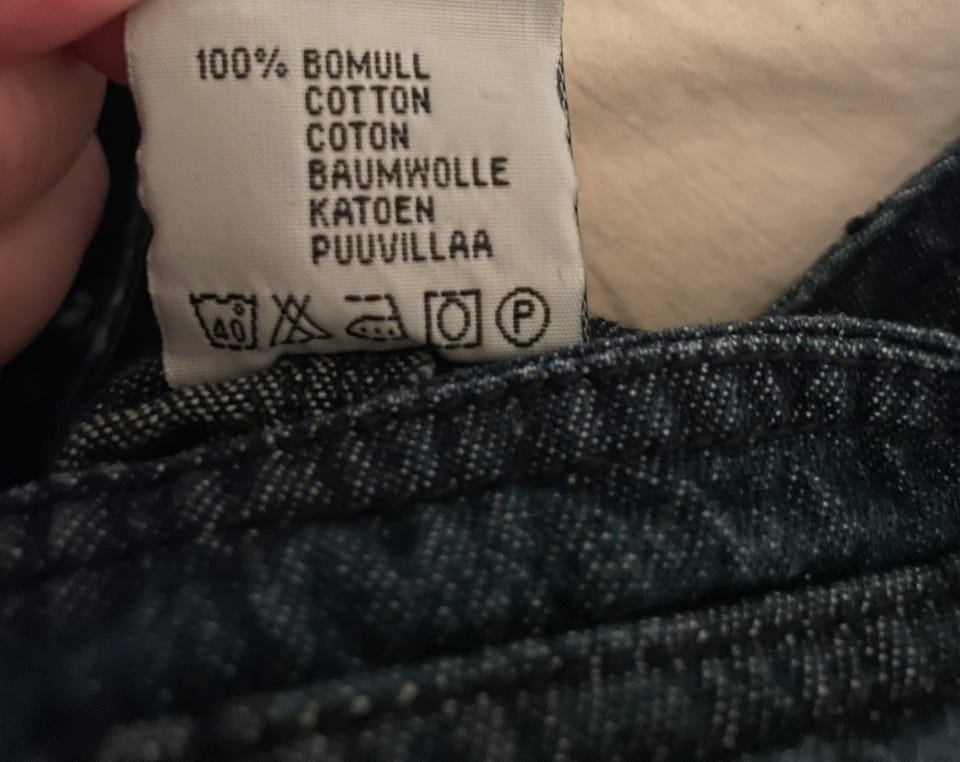 100% BOMULL
COTTON
COTON
BAUMWOLLE
KATOEN
PUUVILLAA
40 P